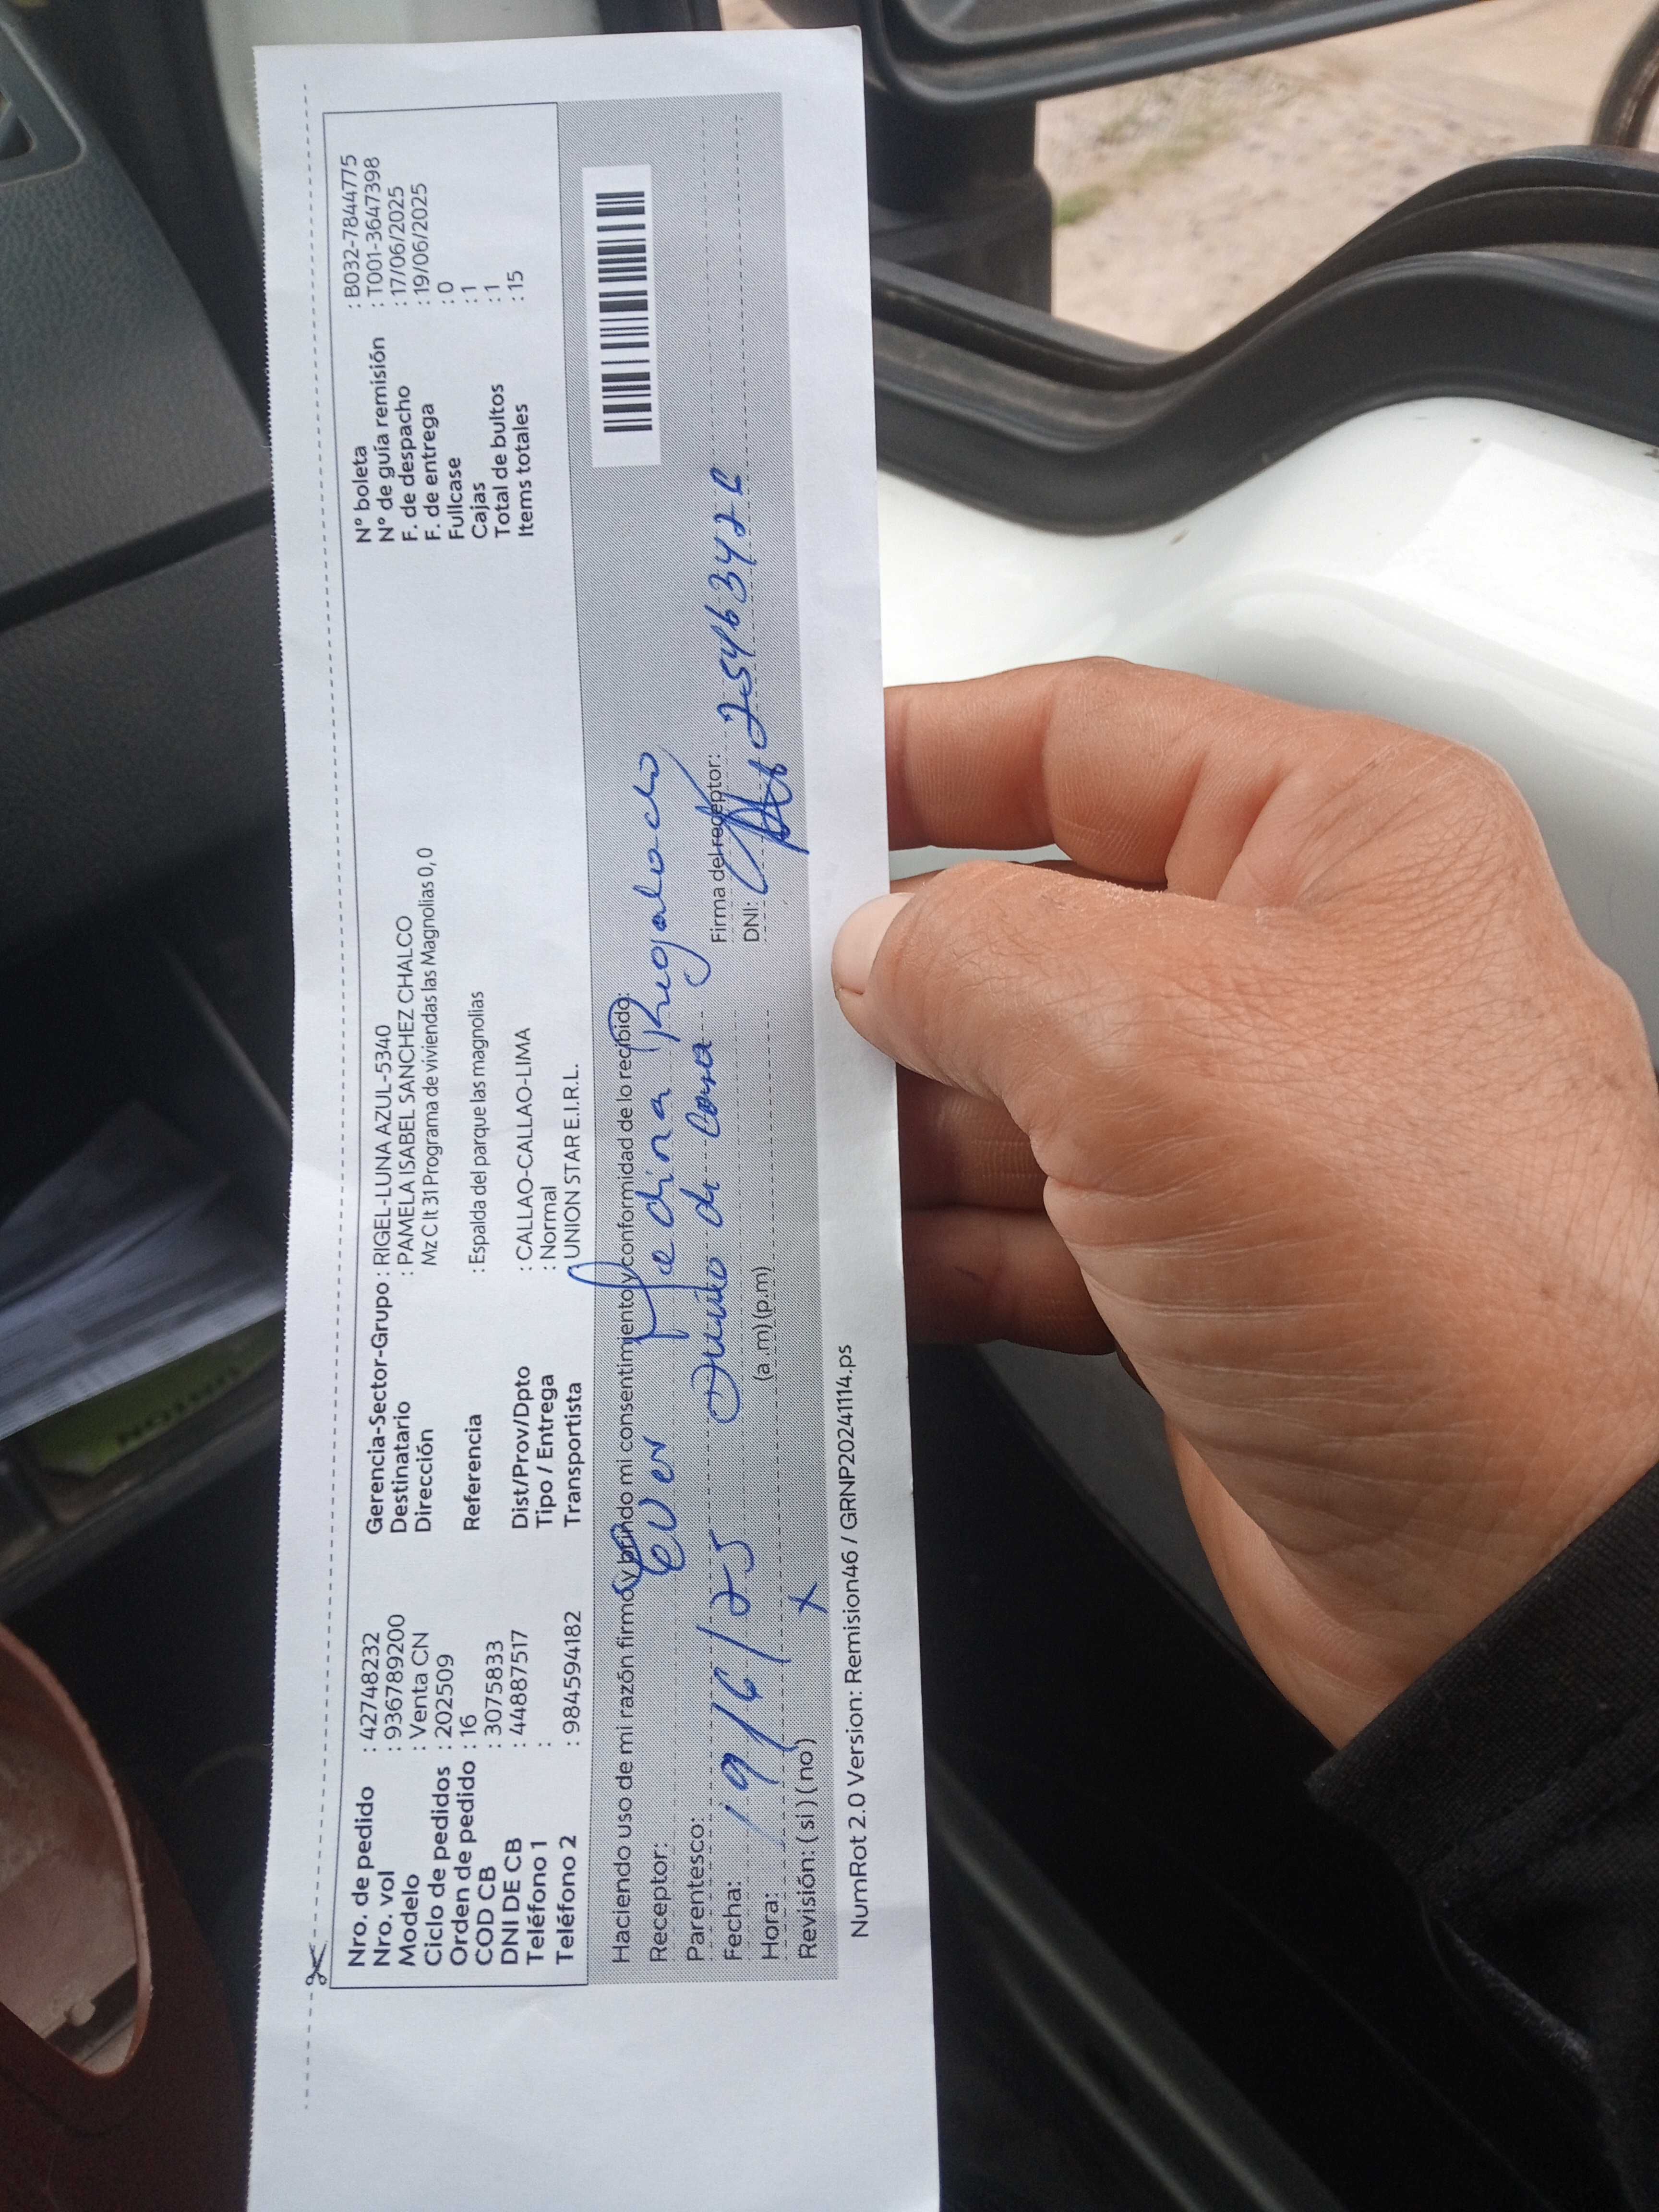 Nro. de pedido : 42748232
Nro. vol : 936789200
Modelo : Venta CN
Ciclo de pedidos : 202509
Orden de pedido : 16
COD CB : 3075833
DNI DE CB : 44887517
Teléfono 1 :
Teléfono 2 : 984594182
Gerencia-Sector-Grupo : RIGEL-LUNA AZUL-5340
Destinatario : PAMELA ISABEL SANCHEZ CHALCO
Dirección Mz C lt 31 Programa de viviendas las Magnolias 0, 0
Referencia : Espalda del parque las magnolias
Dist/Prov/Dpto : CALLAO-CALLAO-LIMA
Tipo / Entrega : Normal
Transportista : UNION STAR E.I.R.L.
N° boleta : B032-7844775
N° de guía remisión : T001-3647398
F. de despacho : 17/06/2025
F. de entrega : 19/06/2025
Fullcase : 0
Cajas : 1
Total de bultos : 1
Items totales : 15
Haciendo uso de mi razón firmo y brindo mi consentimiento y conformidad de lo recibido:
Receptor: Ever Medina Regalado
Parentesco: Dueño de casa
Fecha: 19/6/25
Hora: (a.m) (p.m)
Revisión: ( si ) ( no ) x
Firma del receptor:
DNI: 25463422
NumRot 2.0 Version: Remision46 / GRNP20241114.ps